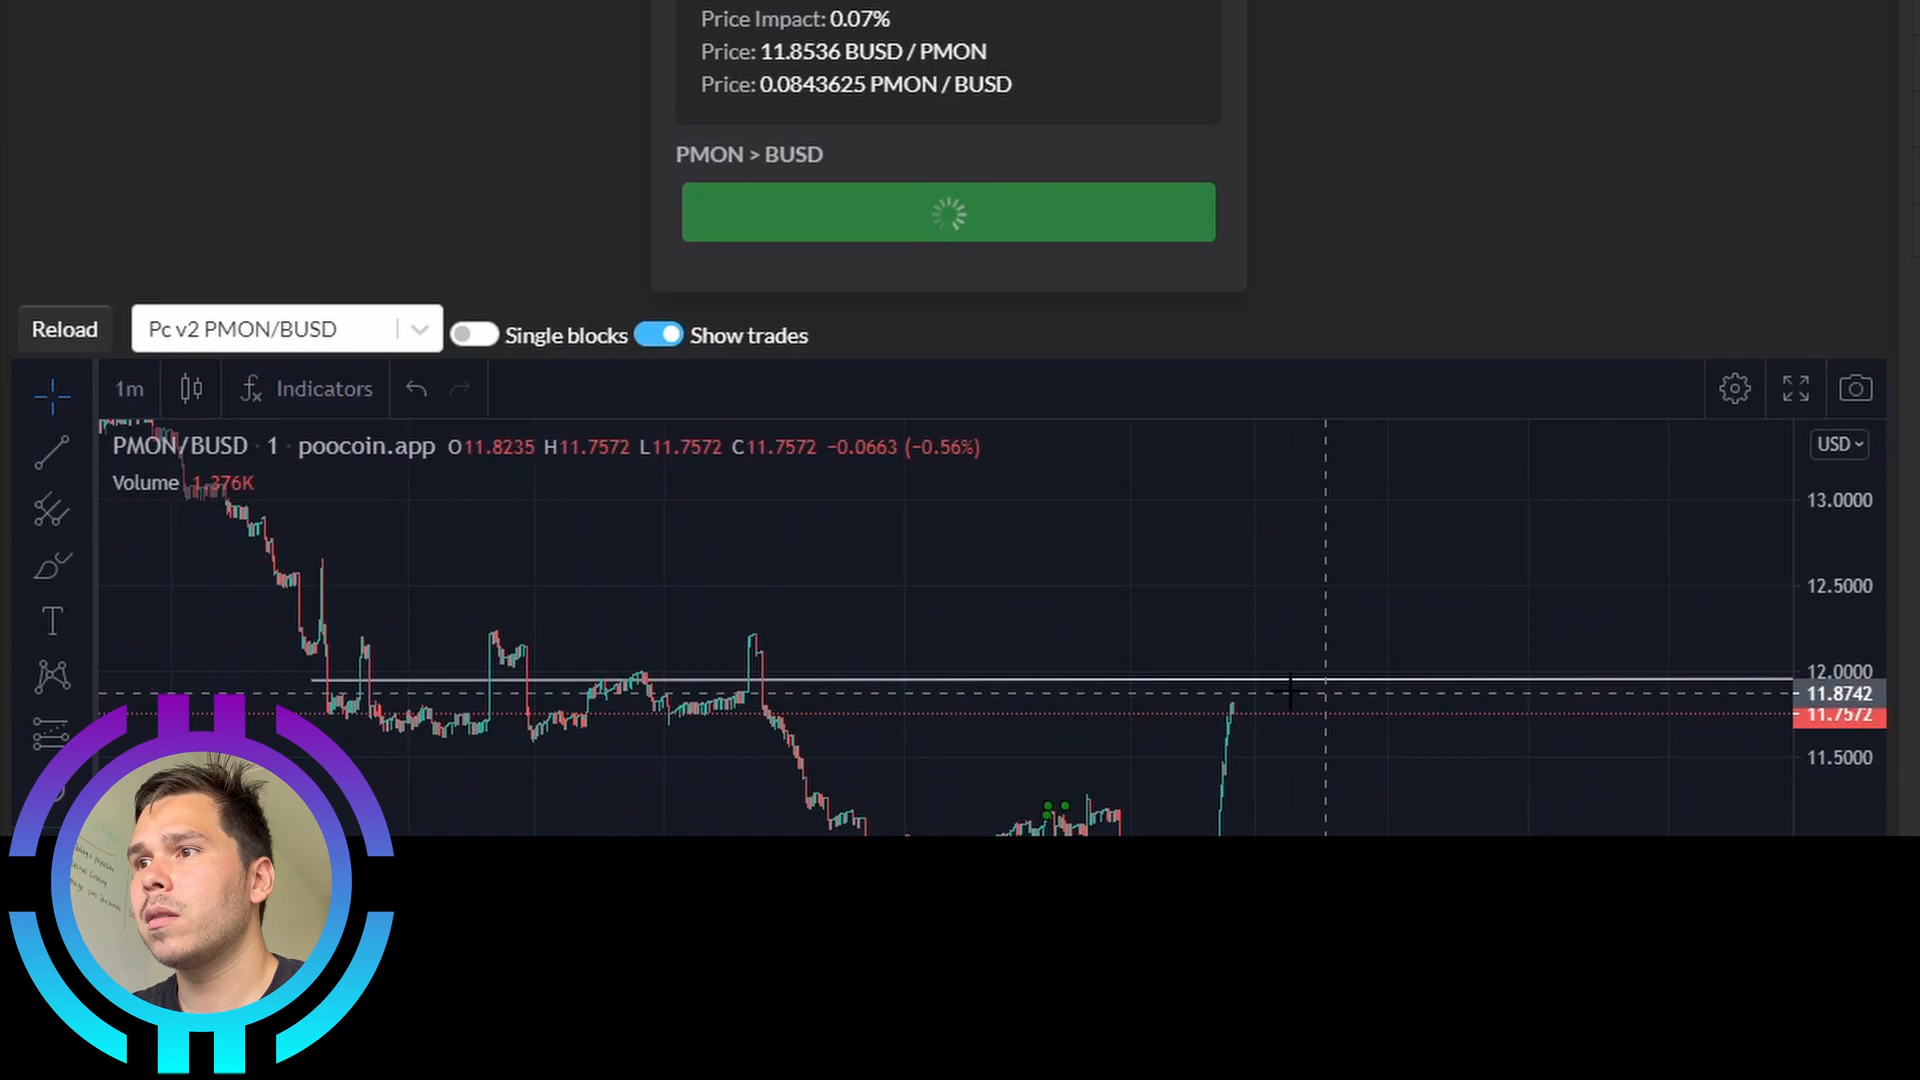 Price Impact: 0.07%
Price: 11.8536 BUSD / PMON
Price: 0.0843625 PMON / BUSD
PMON > BUSD
Reload
Pc v2 PMON/BUSD
Single blocks
Show trades
1m
Indicators
PMON/BUSD · 1 · poocoin.app O11.8235 H11.7572 L11.7572 C11.7572 −0.0663 (−0.56%)
USD
Volume 1.376K
13.0000
12.5000
12.0000
11.8742
11.7572
11.5000